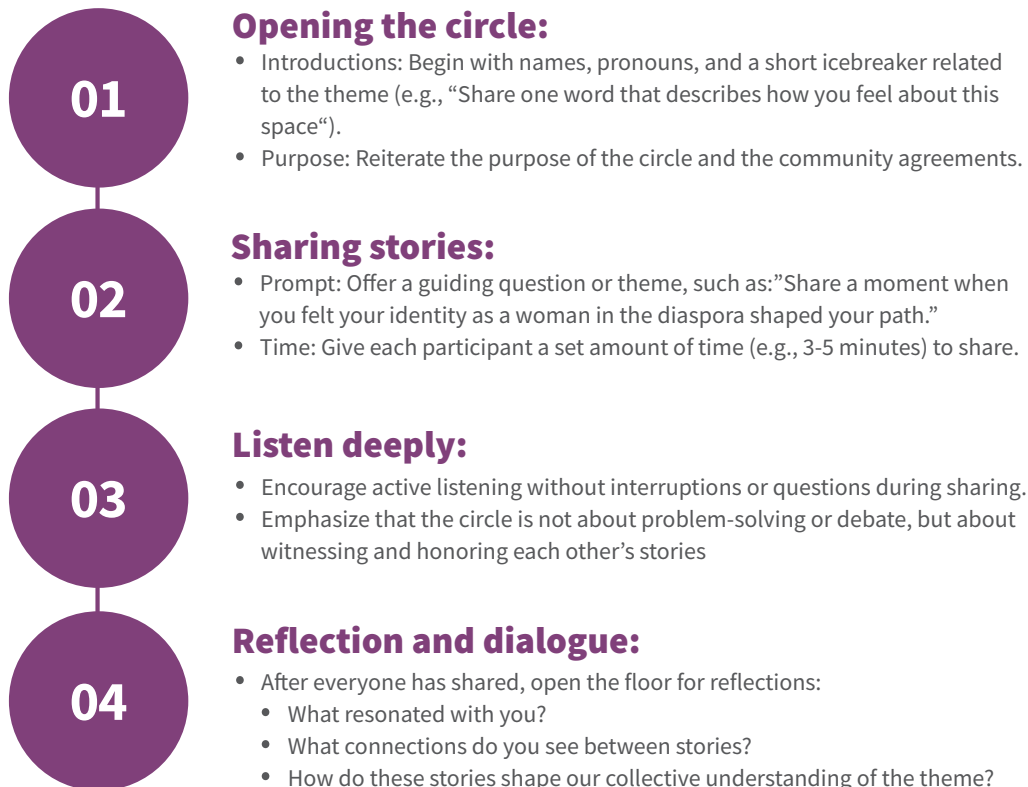 01
Opening the circle:
• Introductions: Begin with names, pronouns, and a short icebreaker related
to the theme (e.g., “Share one word that describes how you feel about this
space“).
• Purpose: Reiterate the purpose of the circle and the community agreements.
02
Sharing stories:
• Prompt: Offer a guiding question or theme, such as:”Share a moment when
you felt your identity as a woman in the diaspora shaped your path.”
• Time: Give each participant a set amount of time (e.g., 3-5 minutes) to share.
03
Listen deeply:
• Encourage active listening without interruptions or questions during sharing.
• Emphasize that the circle is not about problem-solving or debate, but about
witnessing and honoring each other’s stories
04
Reflection and dialogue:
• After everyone has shared, open the floor for reflections:
• What resonated with you?
• What connections do you see between stories?
• How do these stories shape our collective understanding of the theme?